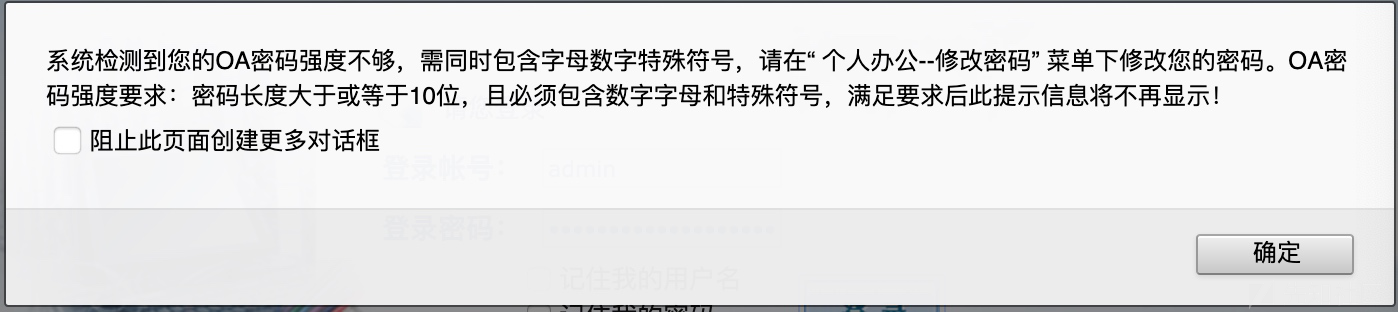 系统检测到您的OA密码强度不够，需同时包含字母数字特殊符号，请在“ 个人办公--修改密码” 菜单下修改您的密码。OA密
码强度要求：密码长度大于或等于10位，且必须包含数字字母和特殊符号，满足要求后此提示信息将不再显示！
阻止此页面创建更多对话框
登录帐号： admin
登录密码：
确定
记住我的用户名
记住我的密码